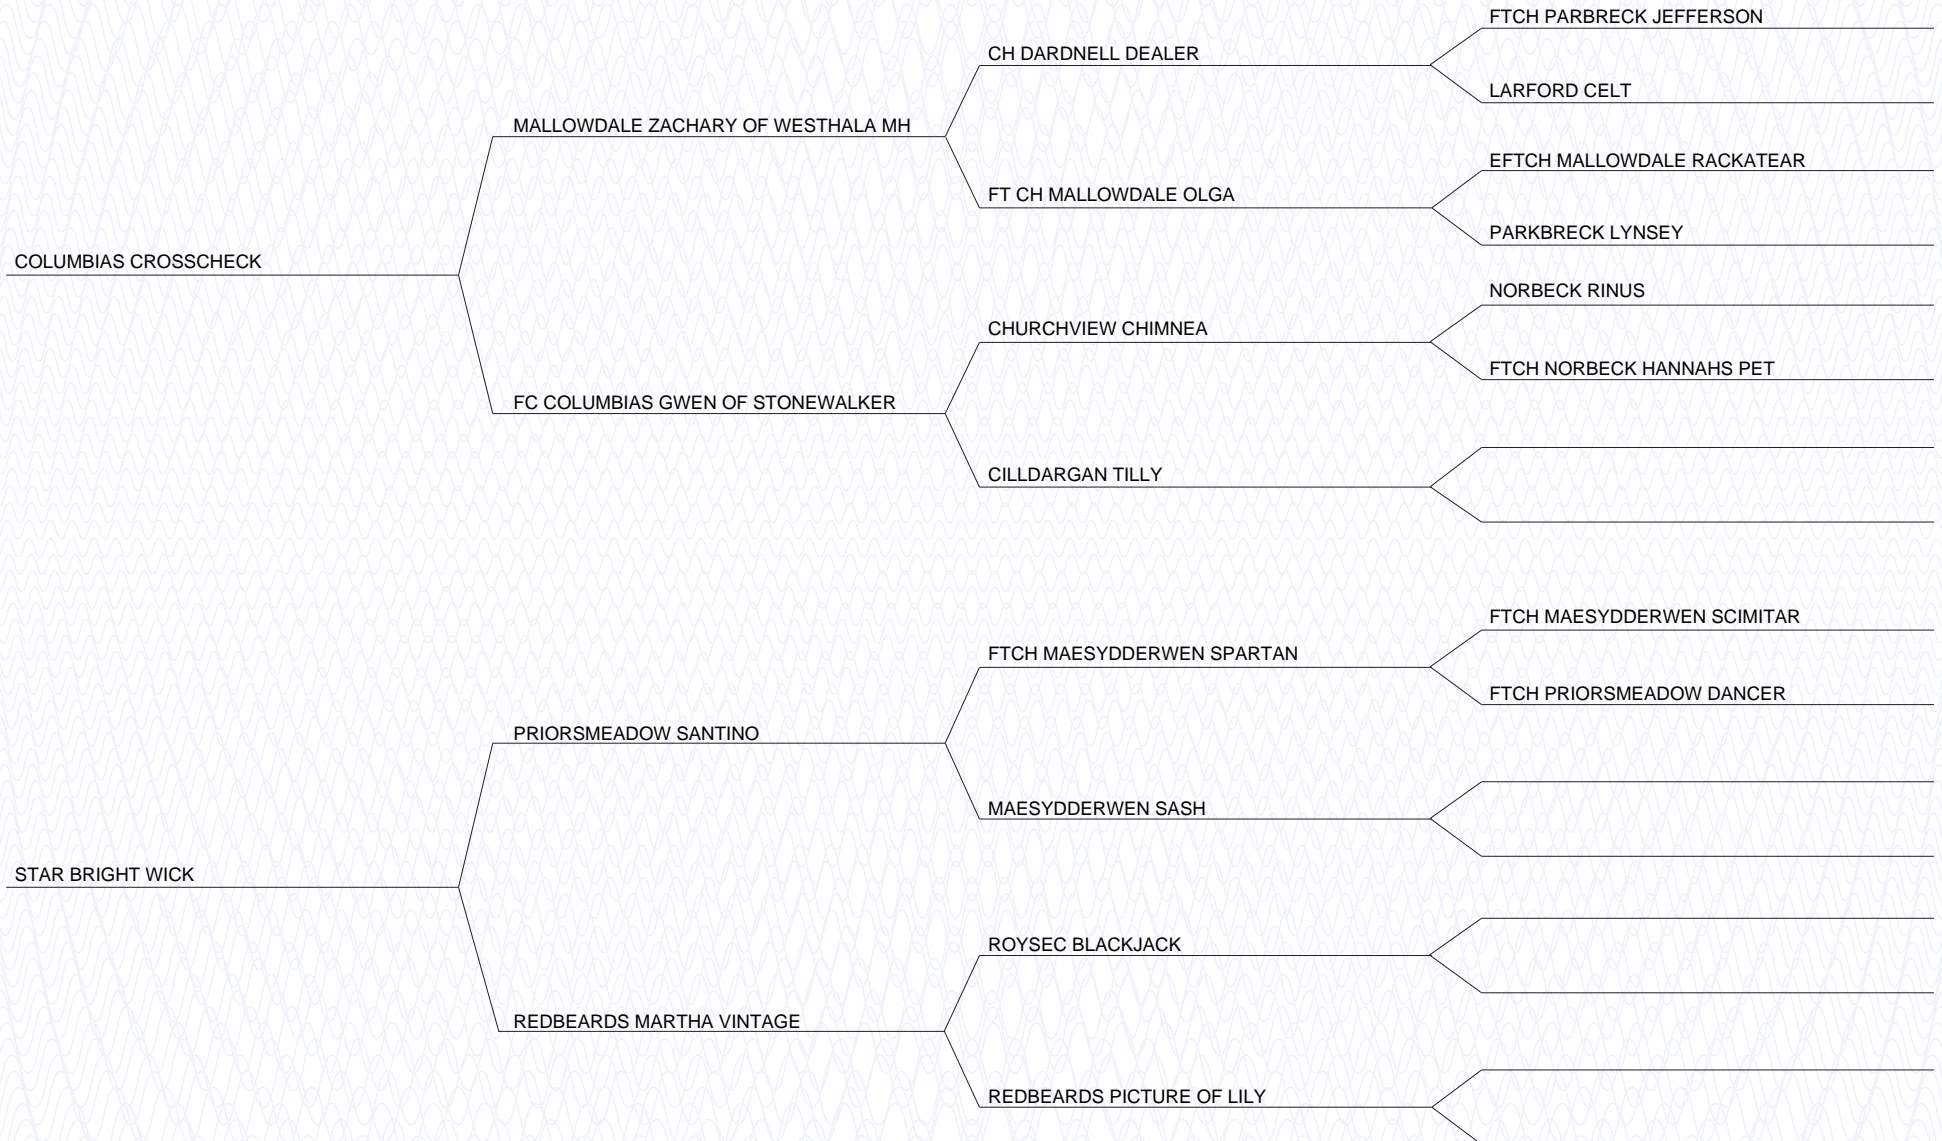 FTCH PARBRECK JEFFERSON
CH DARDNELL DEALER
LARFORD CELT
MALLOWDALE ZACHARY OF WESTHALA MH
EFTCH MALLOWDALE RACKATEAR
FT CH MALLOWDALE OLGA
PARKBRECK LYNSEY
COLUMBIAS CROSSCHECK
NORBECK RINUS
CHURCHVIEW CHIMNEA
FTCH NORBECK HANNAHS PET
FC COLUMBIAS GWEN OF STONEWALKER
CILLDARGAN TILLY
FTCH MAESYDDERWEN SCIMITAR
FTCH MAESYDDERWEN SPARTAN
FTCH PRIORSMEADOW DANCER
PRIORSMEADOW SANTINO
MAESYDDERWEN SASH
STAR BRIGHT WICK
ROYSEC BLACKJACK
REDBEARDS MARTHA VINTAGE
REDBEARDS PICTURE OF LILY